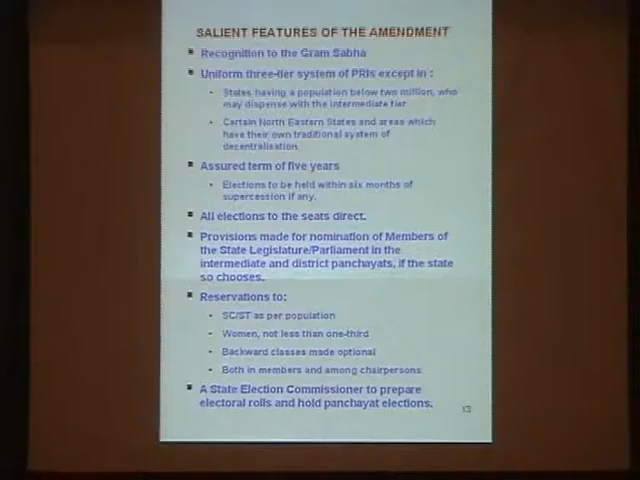 SALIENT FEATURES OF THE AMENDMENT
▪ Recognition to the Gram Sabha
▪ Uniform three-tier system of PRIs except in :
• States having a population below two million, who
may dispense with the intermediate tier
• Certain North Eastern States and areas which
have their own traditional system of
decentralisation.
▪ Assured term of five years
• Elections to be held within six months of
supercession if any.
▪ All elections to the seats direct.
▪ Provisions made for nomination of Members of
the State Legislature/Parliament in the
intermediate and district panchayats, if the state
so chooses.
▪ Reservations to:
• SC/ST as per population
• Women, not less than one-third
• Backward classes made optional
• Both in members and among chairpersons
▪ A State Election Commissioner to prepare
electoral rolls and hold panchayat elections.